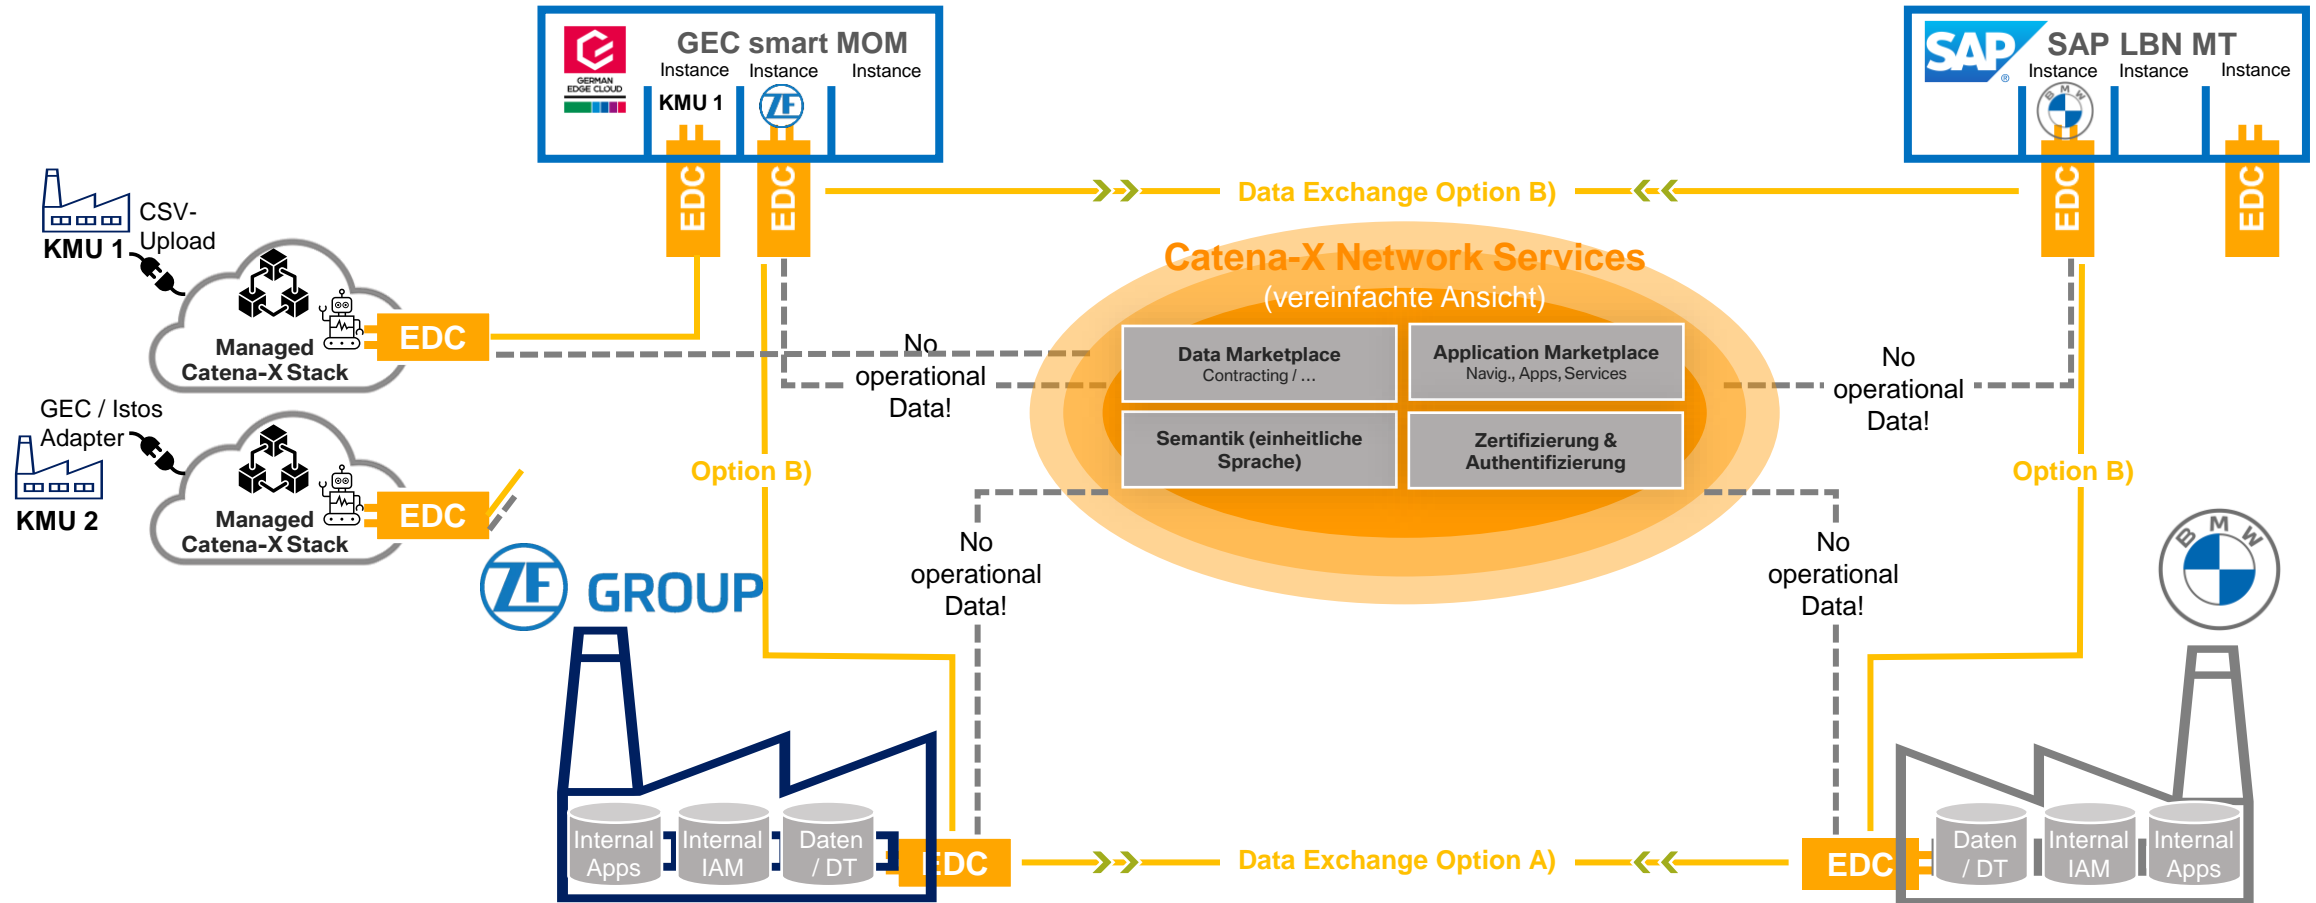 GEC smart MOM
GERMAN
EDGE CLOUD
Instance
Instance
Instance
KMU 1
ZF
EDC
EDC
SAP
®
SAP LBN MT
Instance
Instance
Instance
BMW
EDC
EDC
Data Exchange Option B)
KMU 1
CSV-
Upload
Managed
Catena-X Stack
EDC
GEC / Istos
Adapter
KMU 2
Managed
Catena-X Stack
EDC
Catena-X Network Services
(vereinfachte Ansicht)
Data Marketplace
Contracting / ...
Application Marketplace
Navig., Apps, Services
Semantik (einheitliche
Sprache)
Zertifizierung &
Authentifizierung
No
operational
Data!
No
operational
Data!
Option B)
Option B)
No
operational
Data!
No
operational
Data!
ZF GROUP
BMW
Internal
Apps
Internal
IAM
Daten
/ DT
EDC
Data Exchange Option A)
EDC
Daten
/ DT
Internal
IAM
Internal
Apps